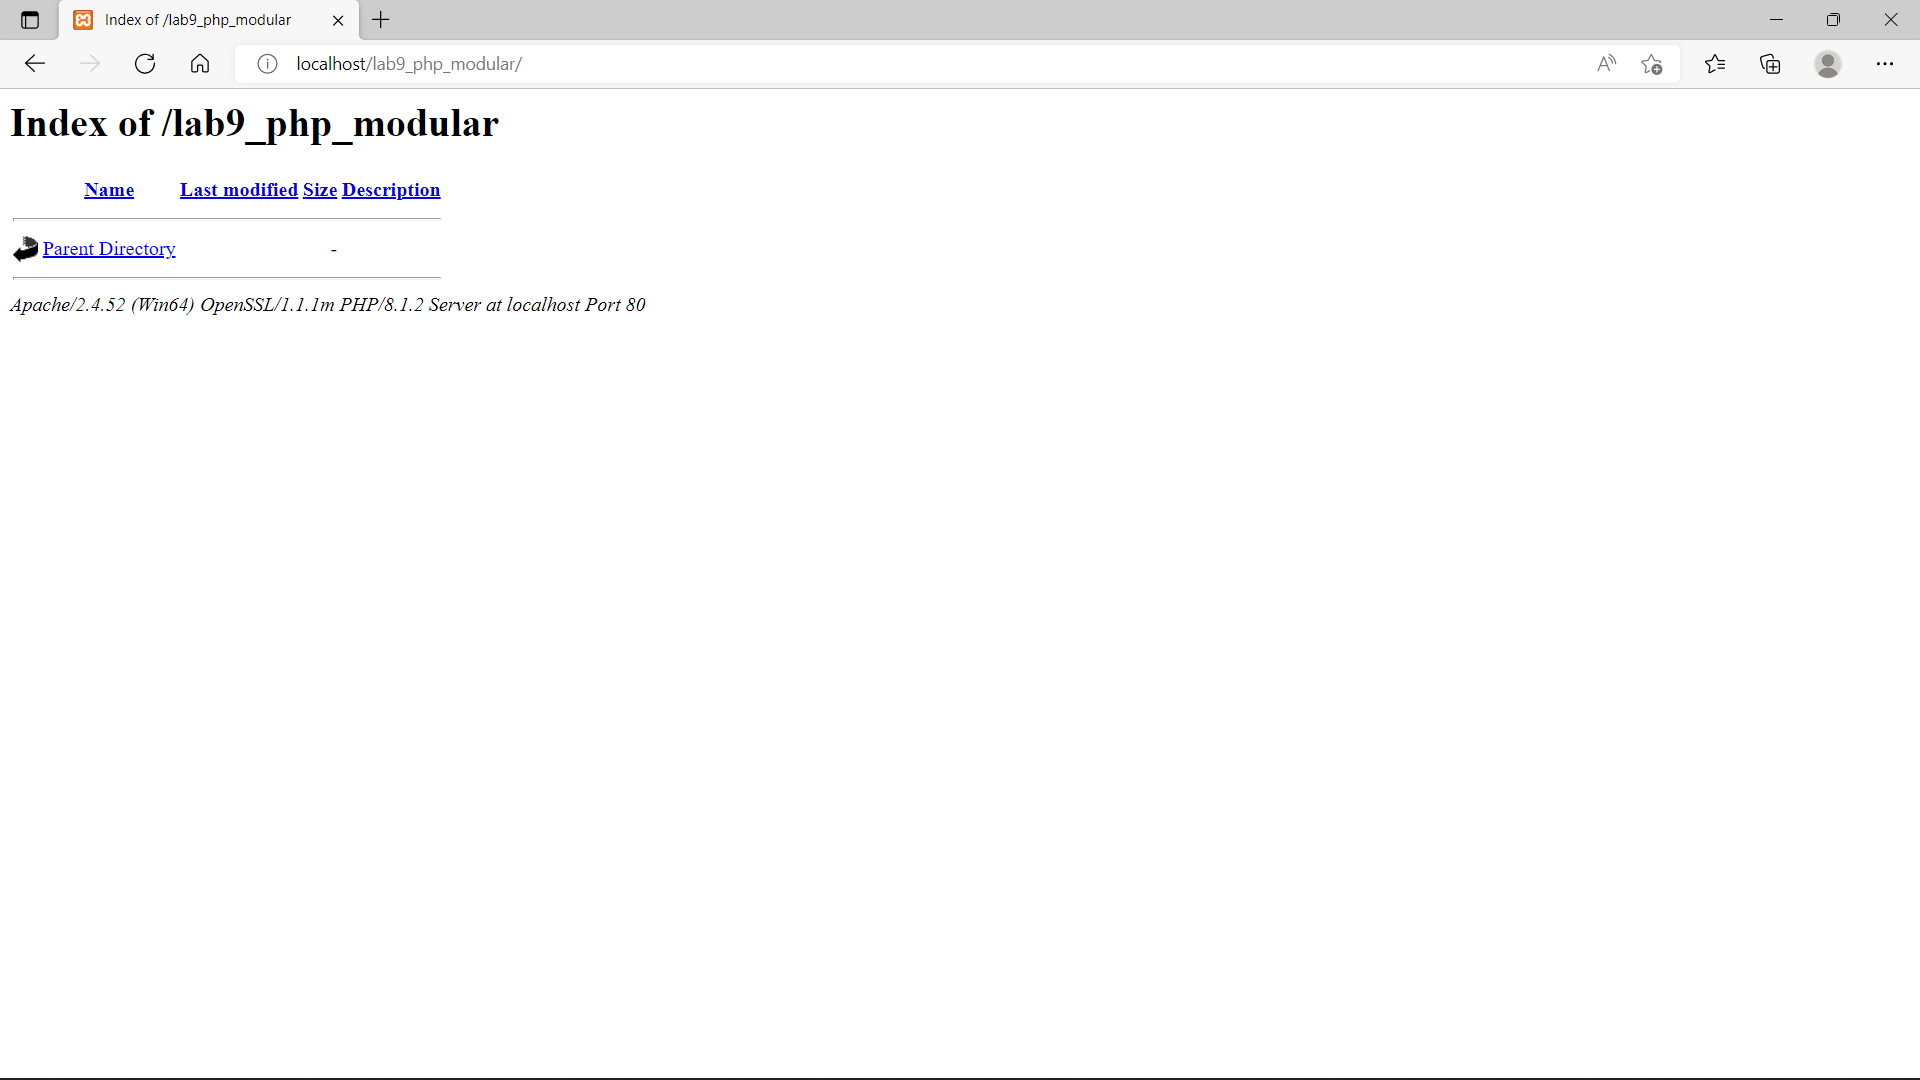 Index of /lab9_php_modular
localhost/lab9_php_modular/
Index of /lab9_php_modular
Name Last modified Size Description
Parent Directory -
Apache/2.4.52 (Win64) OpenSSL/1.1.1m PHP/8.1.2 Server at localhost Port 80